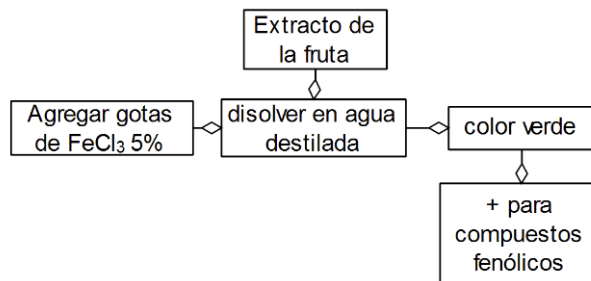 Extracto de
la fruta
Agregar gotas
de FeCl₃ 5%
disolver en agua
destilada
color verde
+ para
compuestos
fenólicos